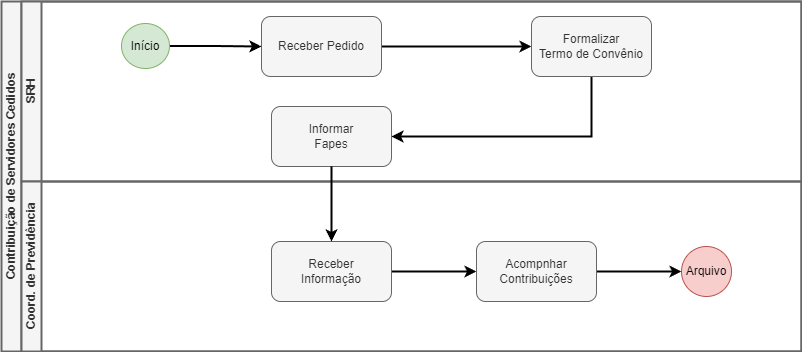 Contribuição de Servidores Cedidos
SRH
Início
Receber Pedido
Formalizar
Termo de Convênio
Informar
Fapes
Coord. de Previdência
Receber
Informação
Acompnhar
Contribuições
Arquivo